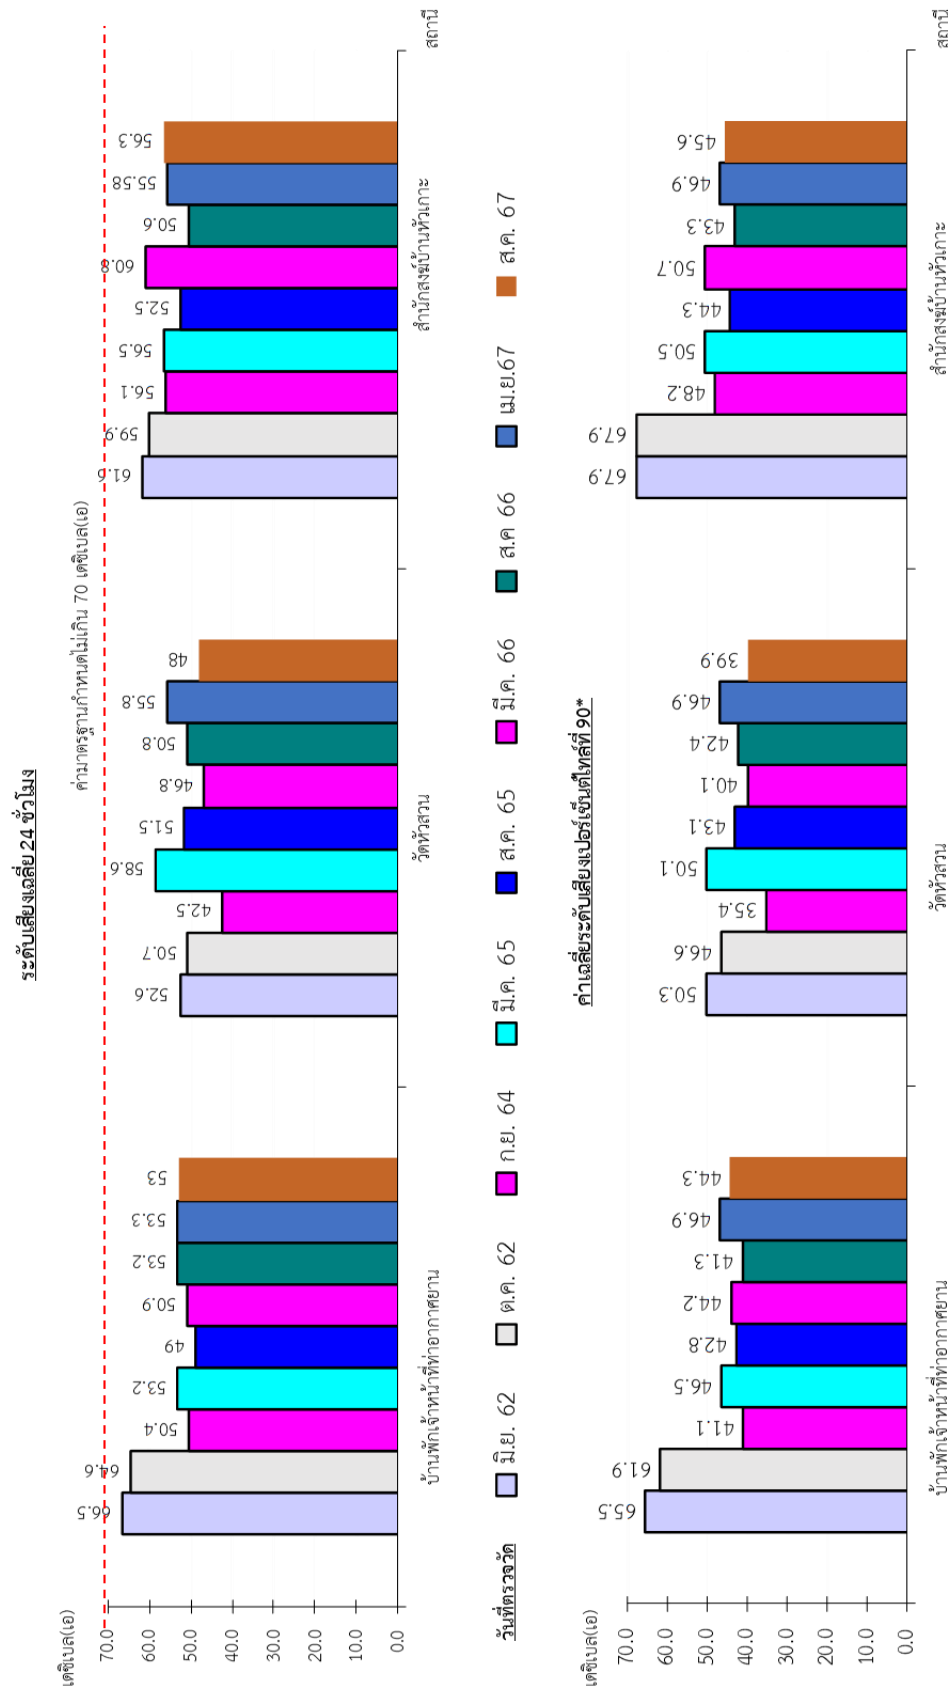 ระดับเสียงเฉลี่ย 24 ชั่วโมง
เดซิเบล(เอ)
ค่ามาตรฐานกำหนดไม่เกิน 70 เดซิเบล(เอ)
70.0
60.0
50.0
40.0
30.0
20.0
10.0
0.0
66.5 64.6 50.4 53.2 49 50.9 53.2 53.3 53
52.6 50.7 42.5 58.6 51.5 46.8 50.8 55.8 48
61.6 59.9 56.1 56.5 52.5 60.8 50.6 55.58 56.3
บ้านพักเจ้าหน้าที่ท่าอากาศยาน วัดหัวสวน สำนักสงฆ์บ้านหัวเกาะ สถานี
วันที่ตรวจวัด มิ.ย. 62 ต.ค. 62 ก.ย. 64 มี.ค. 65 ส.ค. 65 มี.ค. 66 ส.ค 66 เม.ย.67 ส.ค. 67
ค่าเฉลี่ยระดับเสียงเปอร์เซ็นต์ไทล์ที่ 90*
เดซิเบล(เอ)
70.0
60.0
50.0
40.0
30.0
20.0
10.0
0.0
65.5 61.9 41.1 46.5 42.8 44.2 41.3 46.9 44.3
50.3 46.6 35.4 50.1 43.1 40.1 42.4 46.9 39.9
67.9 67.9 48.2 50.5 44.3 50.7 43.3 46.9 45.6
บ้านพักเจ้าหน้าที่ท่าอากาศยาน วัดหัวสวน สำนักสงฆ์บ้านหัวเกาะ สถานี